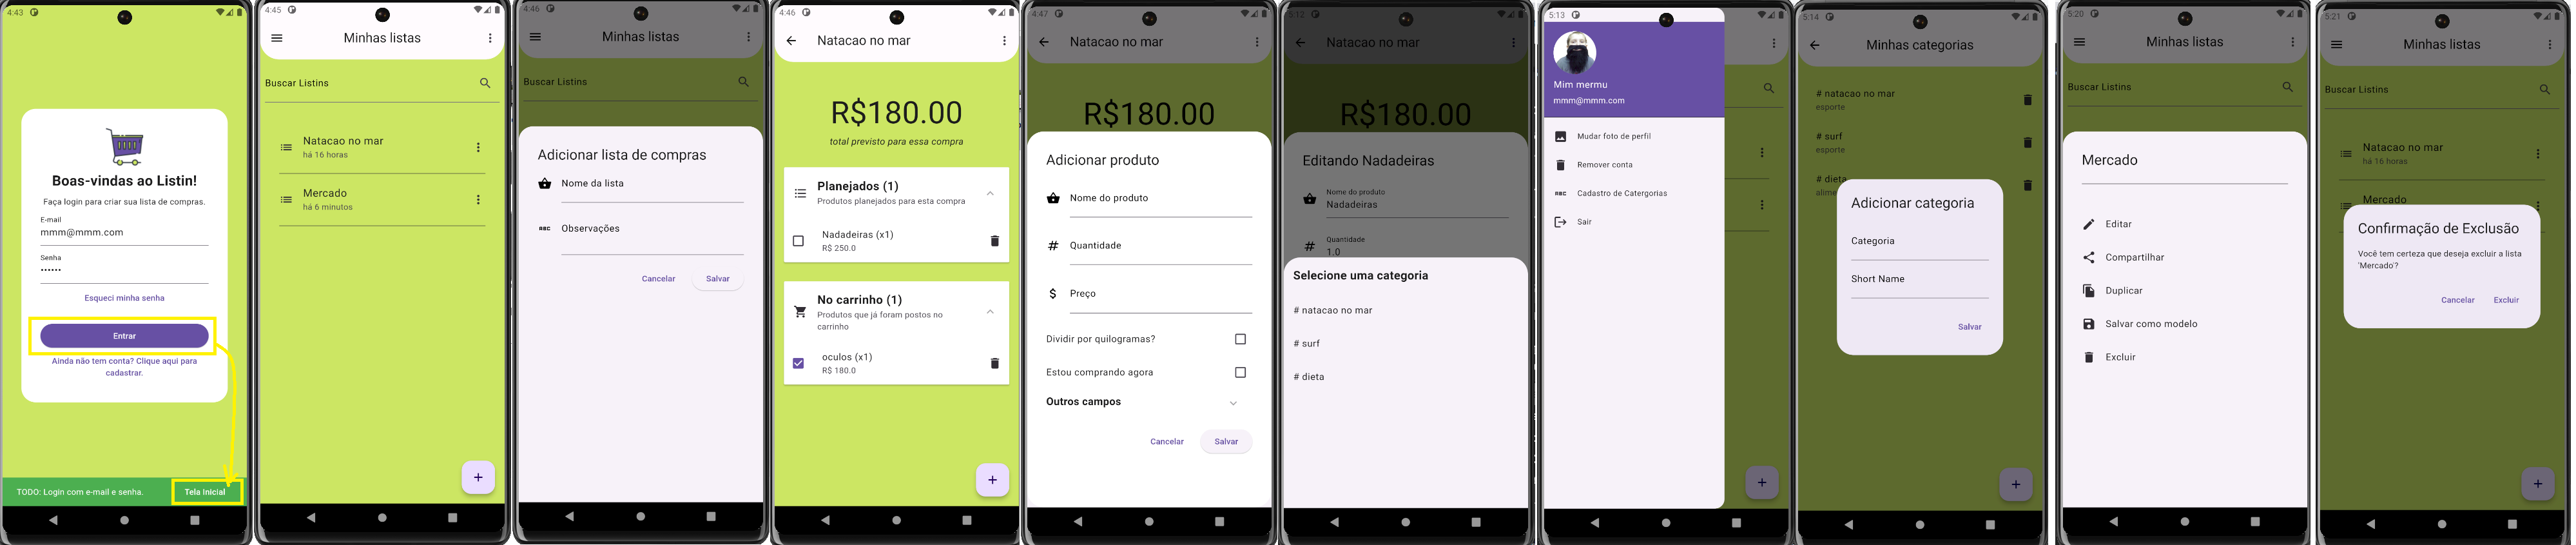 4:43
Boas-vindas ao Listin!
Faça login para criar sua lista de compras.
E-mail
mmm@mmm.com
Senha
••••••
Esqueci minha senha
Entrar
Ainda não tem conta? Clique aqui para
cadastrar.
TODO: Login com e-mail e senha.
Tela Inicial
4:45
Minhas listas
Buscar Listins
Natacao no mar
há 16 horas
Mercado
há 6 minutos
+
4:46
Minhas listas
Buscar Listins
Adicionar lista de compras
Nome da lista
ABC Observações
Cancelar Salvar
4:46
Natacao no mar
R$180.00
total previsto para essa compra
Planejados (1)
Produtos planejados para esta compra
Nadadeiras (x1)
R$ 250.0
No carrinho (1)
Produtos que já foram postos no
carrinho
oculos (x1)
R$ 180.0
+
4:47
Natacao no mar
R$180.00
Adicionar produto
Nome do produto
# Quantidade
$ Preço
Dividir por quilogramas?
Estou comprando agora
Outros campos
Cancelar Salvar
5:12
Natacao no mar
R$180.00
Editando Nadadeiras
Nome do produto
Nadadeiras
Quantidade
# 1.0
Selecione uma categoria
# natacao no mar
# surf
# dieta
5:13
Mim mermu
mmm@mmm.com
Mudar foto de perfil
Remover conta
ABC Cadastro de Catergorias
Sair
+
5:14
Minhas categorias
# natacao no mar
esporte
# surf
esporte
# dieta
alime
Adicionar categoria
Categoria
Short Name
Salvar
+
5:20
Minhas listas
Buscar Listins
Mercado
Editar
Compartilhar
Duplicar
Salvar como modelo
Excluir
5:21
Minhas listas
Buscar Listins
Natacao no mar
há 16 horas
Mercado
Confirmação de Exclusão
Você tem certeza que deseja excluir a lista
'Mercado'?
Cancelar Excluir
+